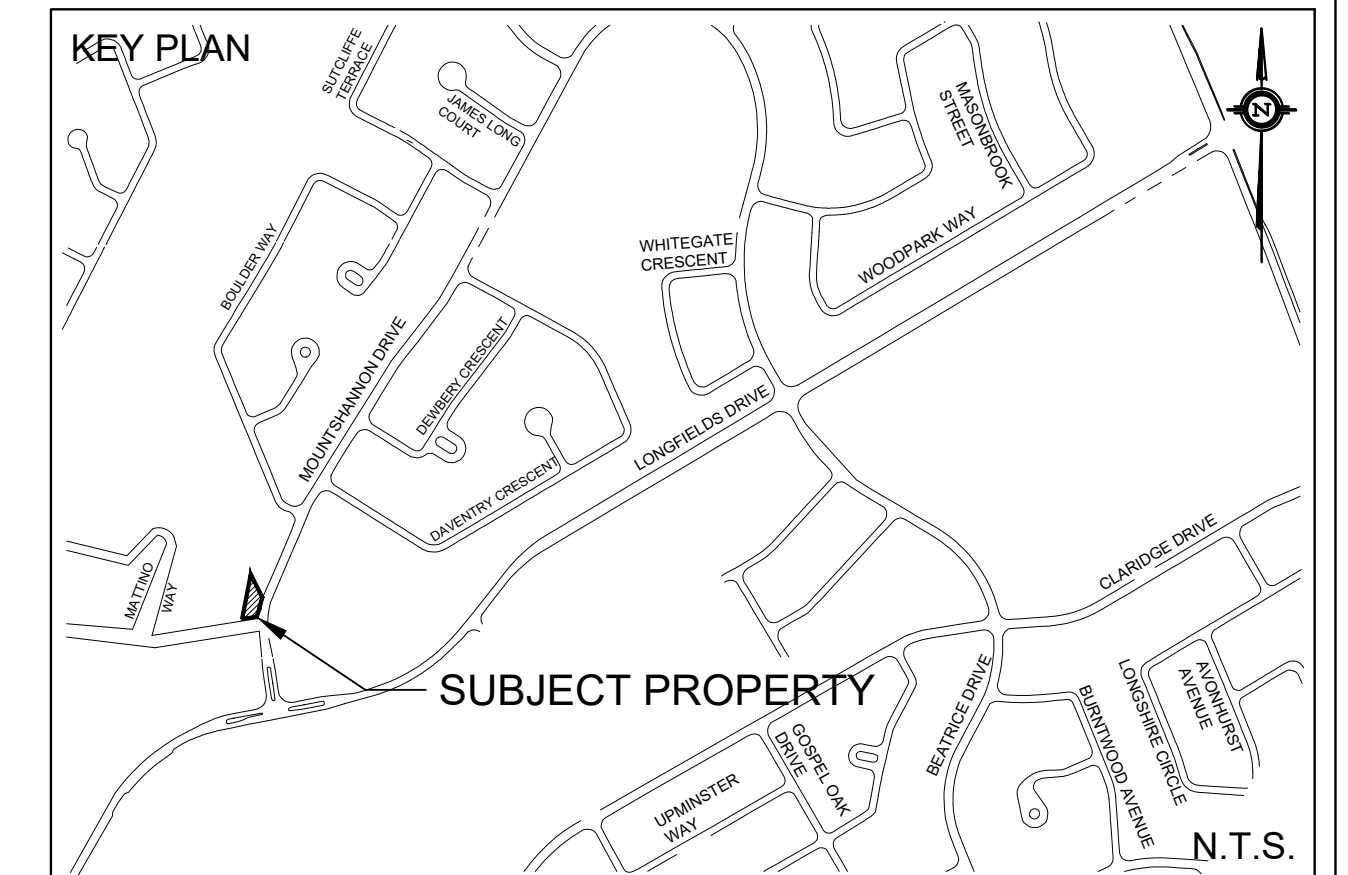 KEY PLAN
SUTCLIFFE
TERRACE
JAMES LONG
COURT
MASONBROOK
STREET
N
WHITEGATE
CRESCENT
WOODPARK WAY
BOULDER WAY
MOUNTSHANNON DRIVE
DEWBERY CRESCENT
LONGFIELDS DRIVE
DAVENTRY CRESCENT
CLARIDGE DRIVE
MATTINO
WAY
SUBJECT PROPERTY
BEATRICE DRIVE
GOSPEL OAK
DRIVE
BURNTWOOD AVENUE
LONGSHIRE CIRCLE
AVONHURST
AVENUE
UPMINSTER
WAY
N.T.S.